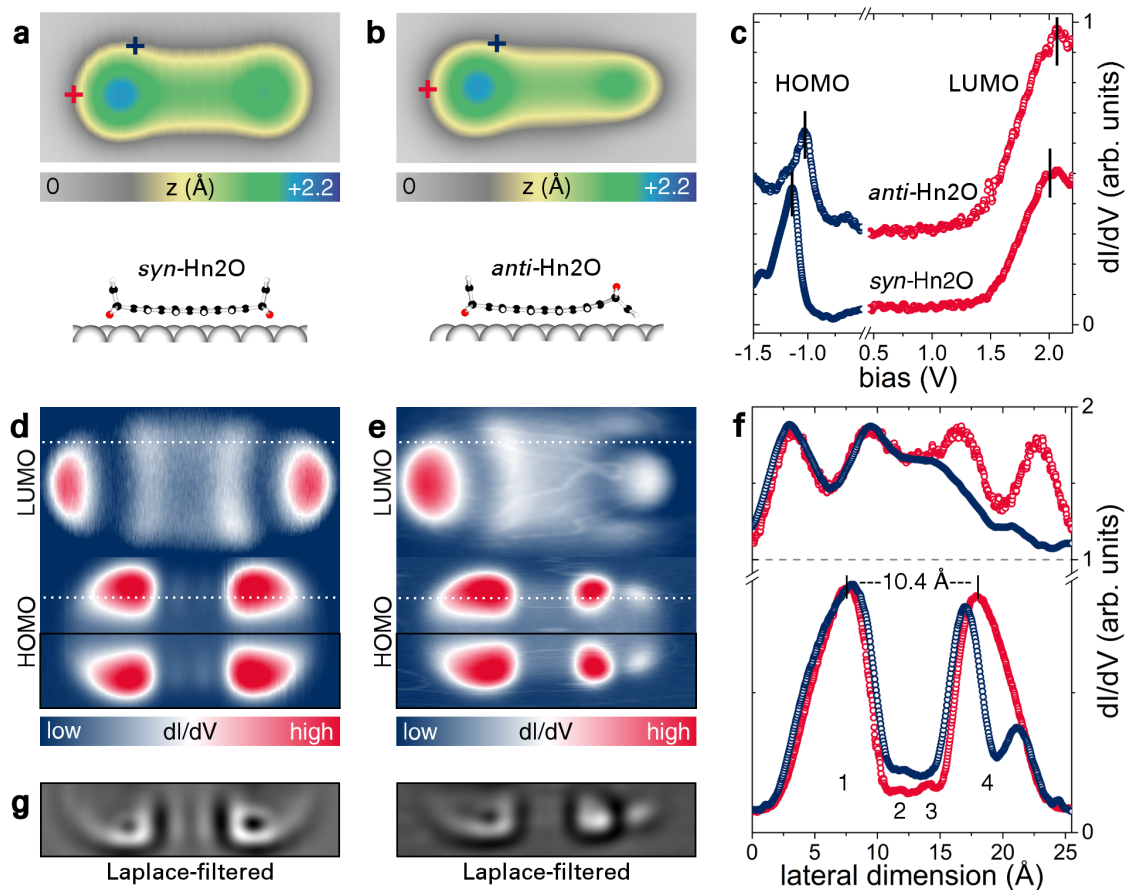 a
b
c
0 z (Å) +2.2
0 z (Å) +2.2
syn-Hn2O
anti-Hn2O
HOMO
LUMO
anti-Hn2O
syn-Hn2O
1
0
dI/dV (arb. units)
-1.5 -1.0 0.5 1.0 1.5 2.0
bias (V)
d
e
f
LUMO
HOMO
LUMO
HOMO
low dI/dV high
low dI/dV high
2
1
0
10.4 Å
1
2
3
4
dI/dV (arb. units)
0 5 10 15 20 25
lateral dimension (Å)
g
Laplace-filtered
Laplace-filtered